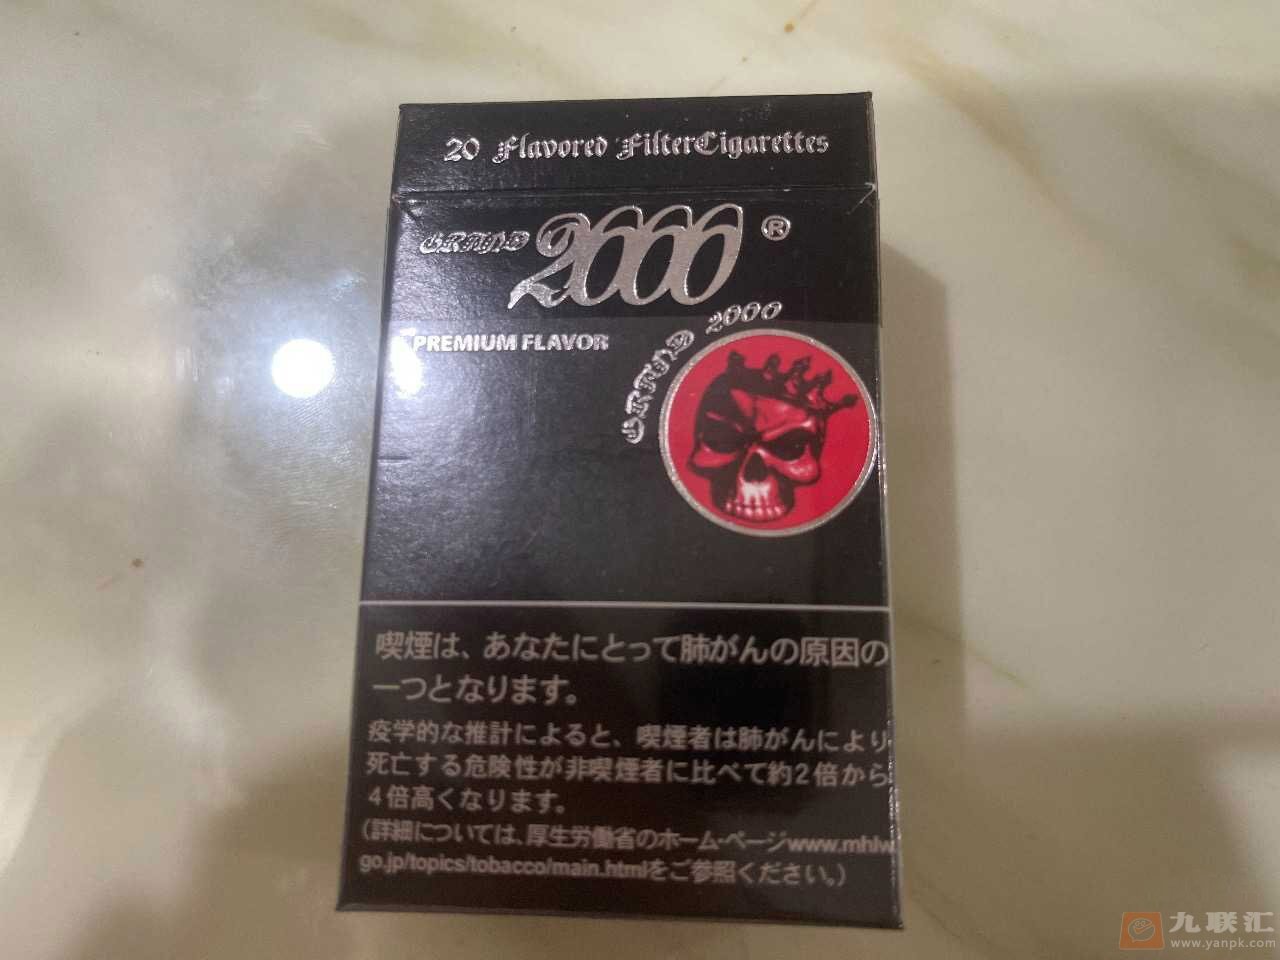 20 Flavored FilterCigarettes
GRAND 2000 ®
PREMIUM FLAVOR
GRAND 2000
喫煙は、あなたにとって肺がんの原因の
一つとなります。
疫学的な推計によると、喫煙者は肺がんにより
死亡する危険性が非喫煙者に比べて約2倍から
4倍高くなります。
(詳細については、厚生労働省のホーム・ページwww.mhlw
go.jp/topics/tobacco/main.htmlをご参照ください。)
九联汇
www.yanpk.com